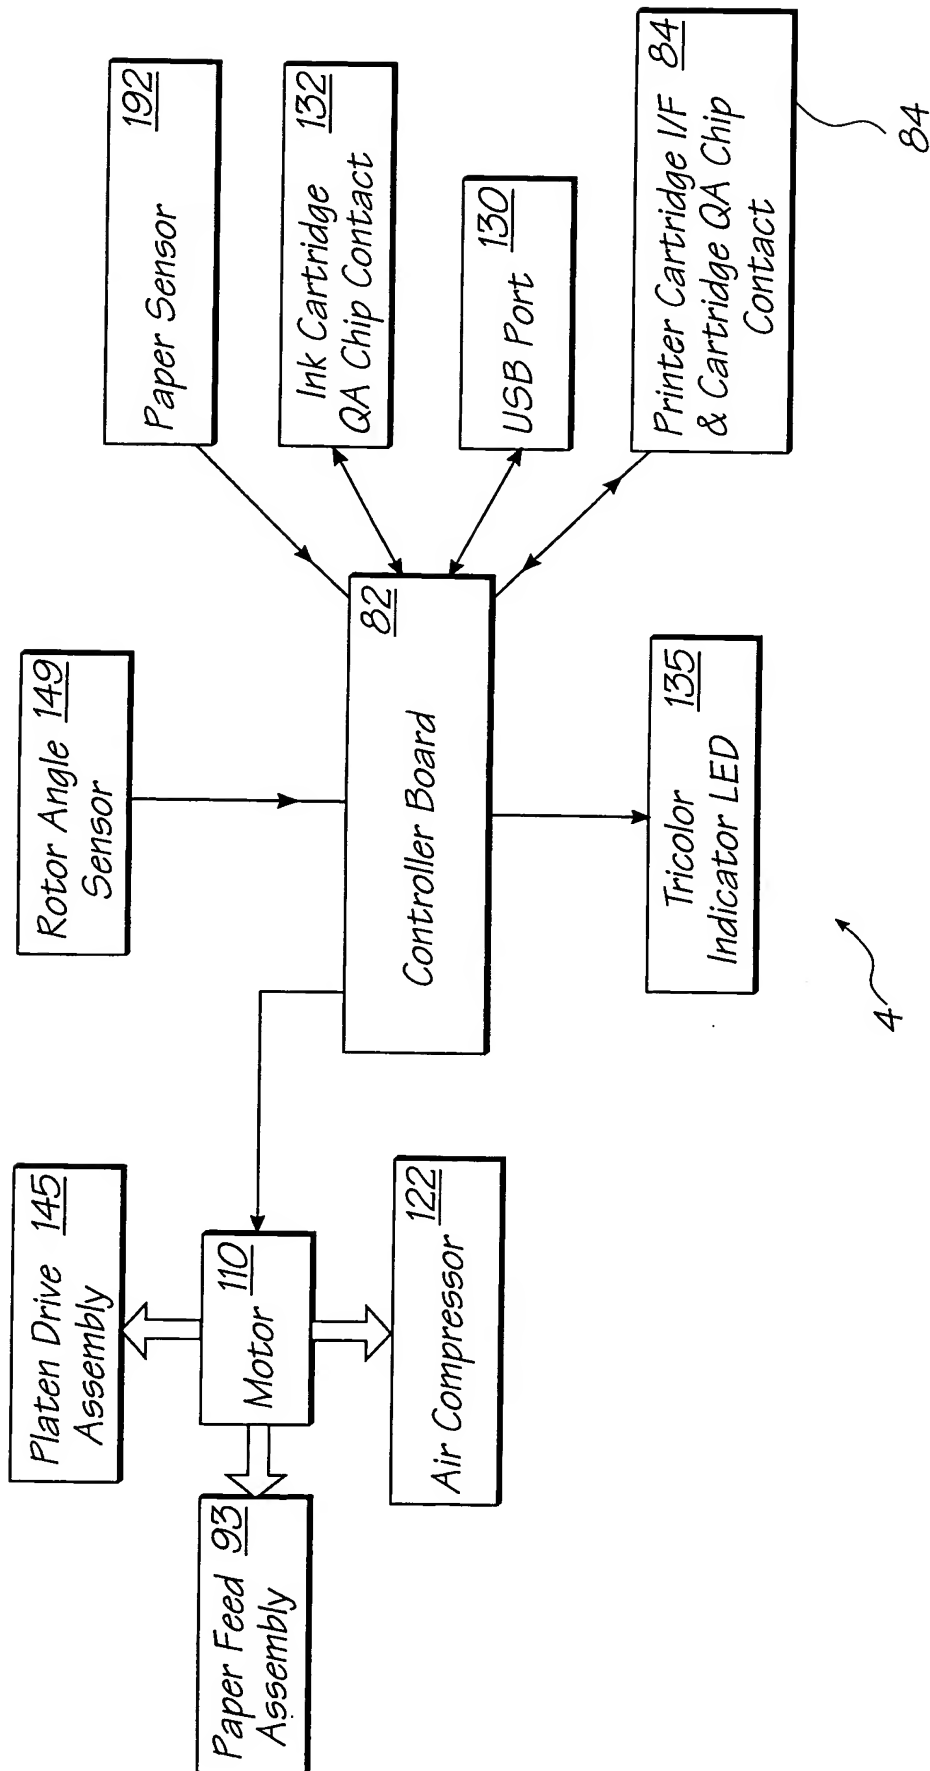 Paper Feed 93
Assembly
Platen Drive 145
Assembly
Motor 110
Air Compressor 122
Rotor Angle 149
Sensor
Controller Board 82
Tricolor 135
Indicator LED
Paper Sensor 192
Ink Cartridge 132
QA Chip Contact
USB Port 130
Printer Cartridge I/F 84
& Cartridge QA Chip
Contact
84
4